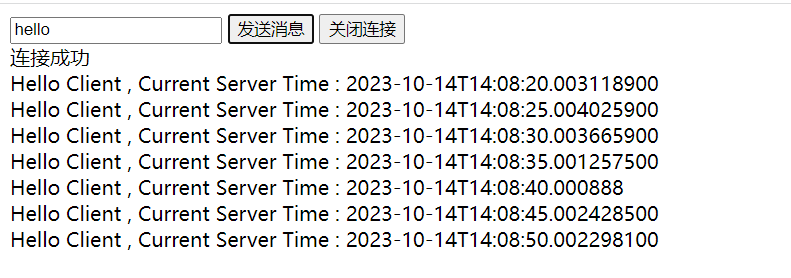 hello 发送消息 关闭连接
连接成功
Hello Client , Current Server Time : 2023-10-14T14:08:20.003118900
Hello Client , Current Server Time : 2023-10-14T14:08:25.004025900
Hello Client , Current Server Time : 2023-10-14T14:08:30.003665900
Hello Client , Current Server Time : 2023-10-14T14:08:35.001257500
Hello Client , Current Server Time : 2023-10-14T14:08:40.000888
Hello Client , Current Server Time : 2023-10-14T14:08:45.002428500
Hello Client , Current Server Time : 2023-10-14T14:08:50.002298100